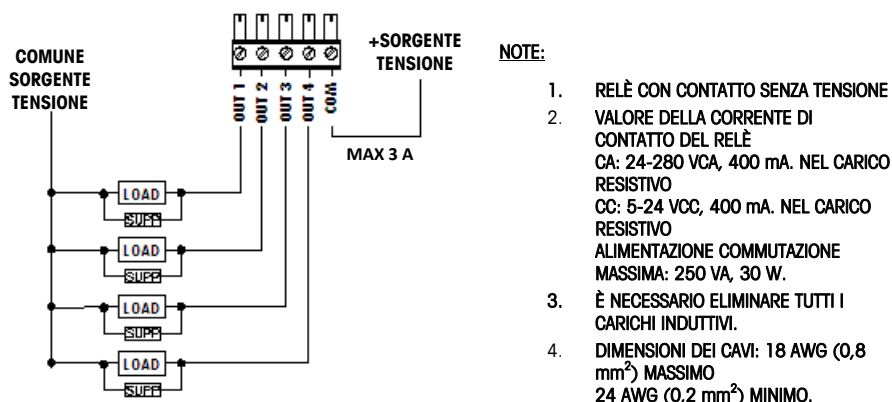 COMUNE
SORGENTE
TENSIONE
+SORGENTE
TENSIONE
OUT 1
OUT 2
OUT 3
OUT 4
COM
MAX 3 A
LOAD
SUPP
LOAD
SUPP
LOAD
SUPP
LOAD
SUPP
NOTE:
1. RELÈ CON CONTATTO SENZA TENSIONE
2. VALORE DELLA CORRENTE DI
CONTATTO DEL RELÈ
CA: 24-280 VCA, 400 mA. NEL CARICO
RESISTIVO
CC: 5-24 VCC, 400 mA. NEL CARICO
RESISTIVO
ALIMENTAZIONE COMMUTAZIONE
MASSIMA: 250 VA, 30 W.
3. È NECESSARIO ELIMINARE TUTTI I
CARICHI INDUTTIVI.
4. DIMENSIONI DEI CAVI: 18 AWG (0,8
mm²) MASSIMO
24 AWG (0,2 mm²) MINIMO.